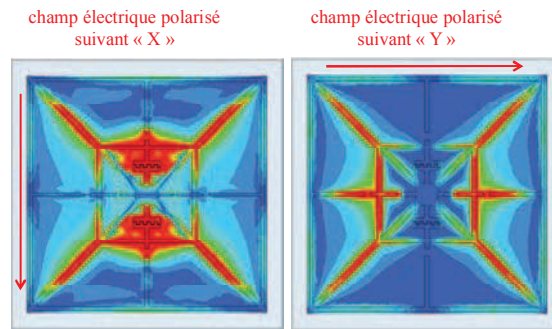 champ électrique polarisé
suivant « X »
champ électrique polarisé
suivant « Y »